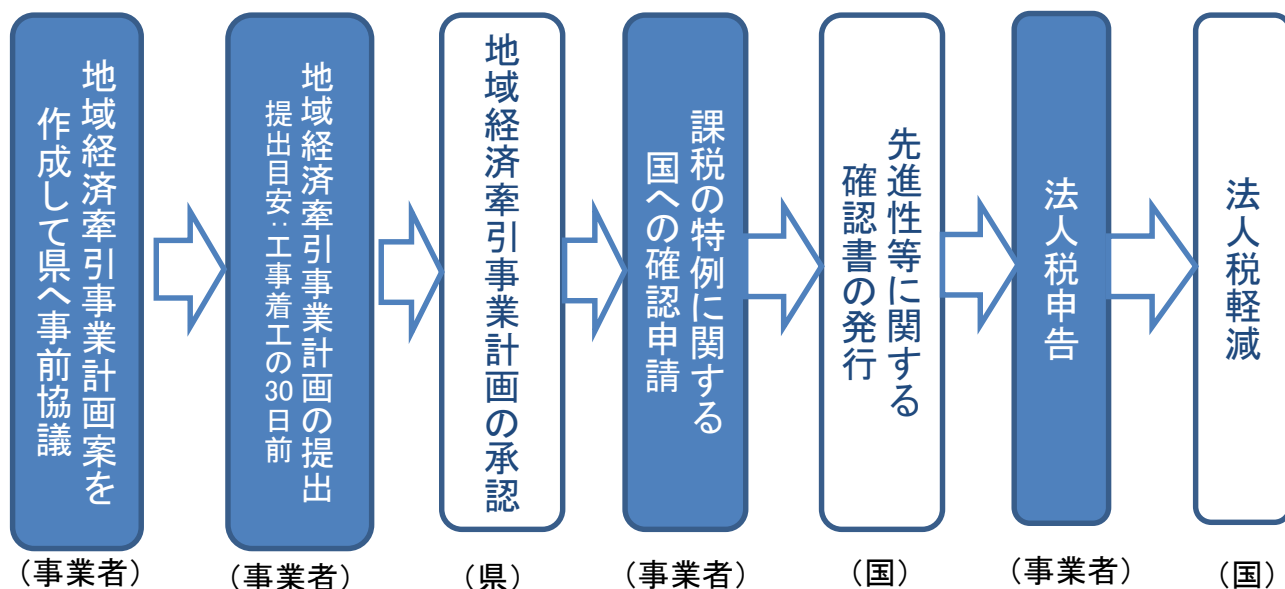 地域経済牽引事業計画案を
作成して県へ事前協議
地域経済牽引事業計画の提出
提出目安：工事着工の30日前
地域経済牽引事業計画の承認
課税の特例に関する
国への確認申請
先進性等に関する
確認書の発行
法人税申告
法人税軽減
（事業者）
（事業者）
（県）
（事業者）
（国）
（事業者）
（国）